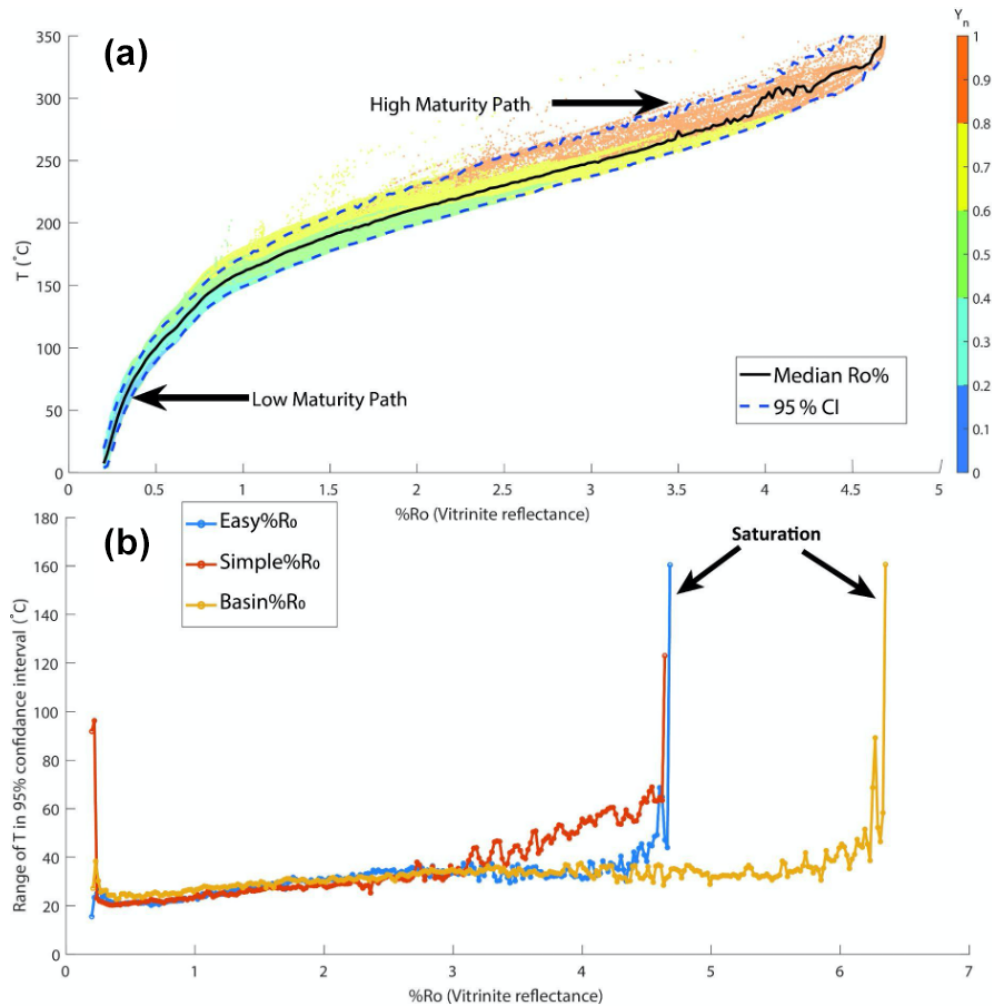 (a)
Y_n
350
300
250
200
150
100
50
0
T (°C)
High Maturity Path
Low Maturity Path
Median Ro%
95 % CI
1
0.9
0.8
0.7
0.6
0.5
0.4
0.3
0.2
0.1
0
0 0.5 1 1.5 2 2.5 3 3.5 4 4.5 5
%Ro (Vitrinite reflectance)
(b)
Easy%R₀
Simple%R₀
Basin%R₀
Saturation
180
160
140
120
100
80
60
40
20
0
Range of T in 95% confidance interval (°C)
0 1 2 3 4 5 6 7
%Ro (Vitrinite reflectance)